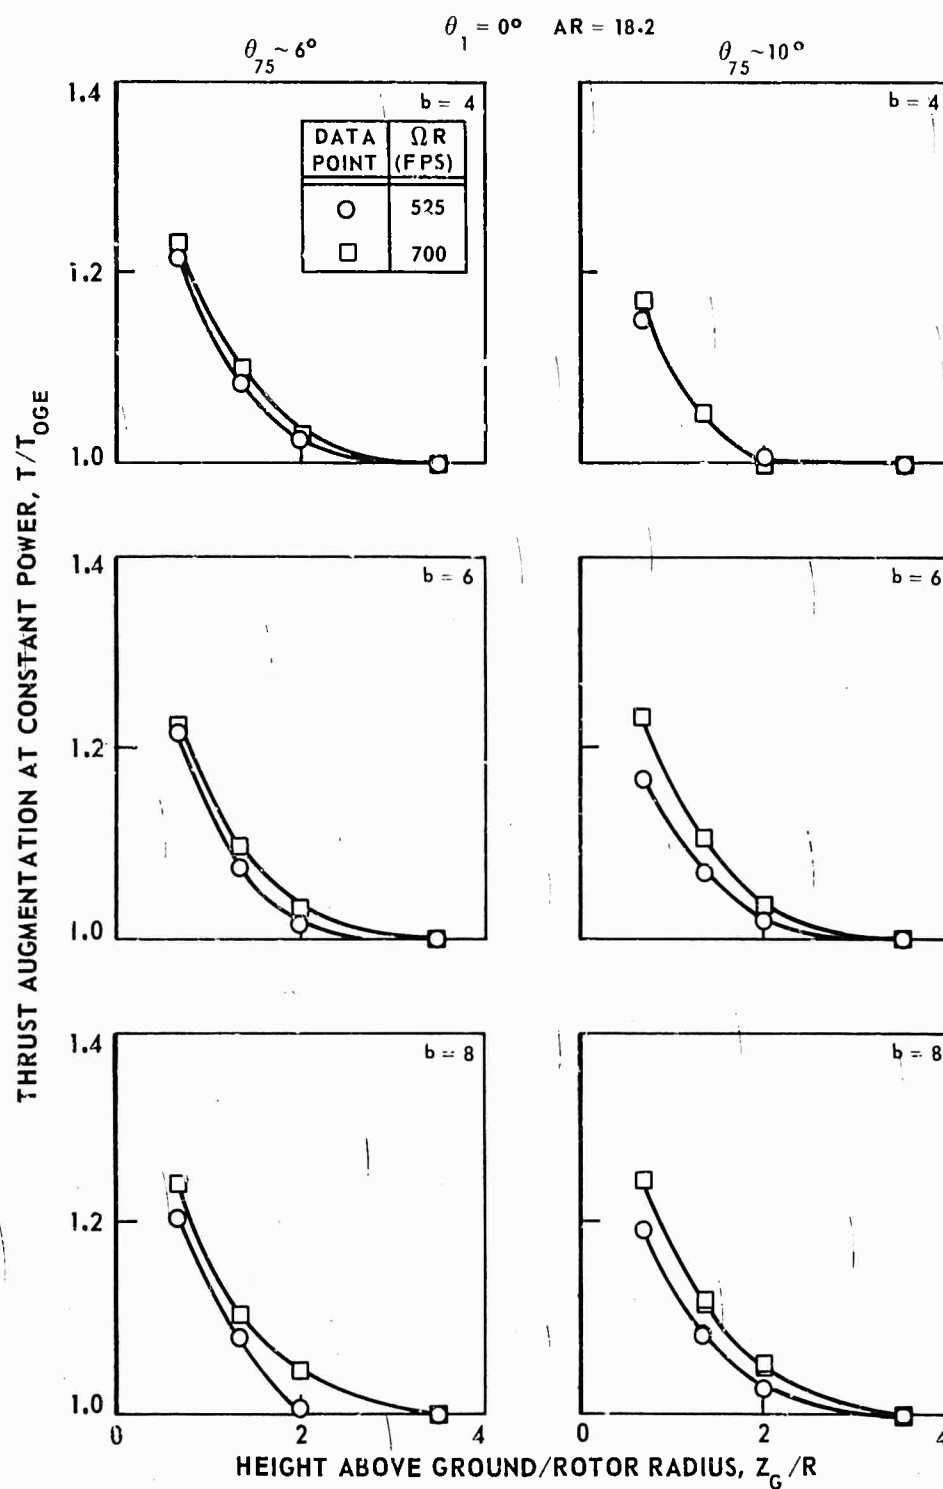 θ1 = 0° AR = 18.2
θ75 ~ 6°
θ75 ~ 10°
THRUST AUGMENTATION AT CONSTANT POWER, T/TOGE
1.4
b = 4
DATA POINT
ΩR (FPS)
525
700
1.2
1.0
b = 4
1.4
b = 6
1.2
1.0
b = 6
1.4
b = 8
1.2
1.0
b = 8
0 2 4
0 2 4
HEIGHT ABOVE GROUND/ROTOR RADIUS, ZG/R